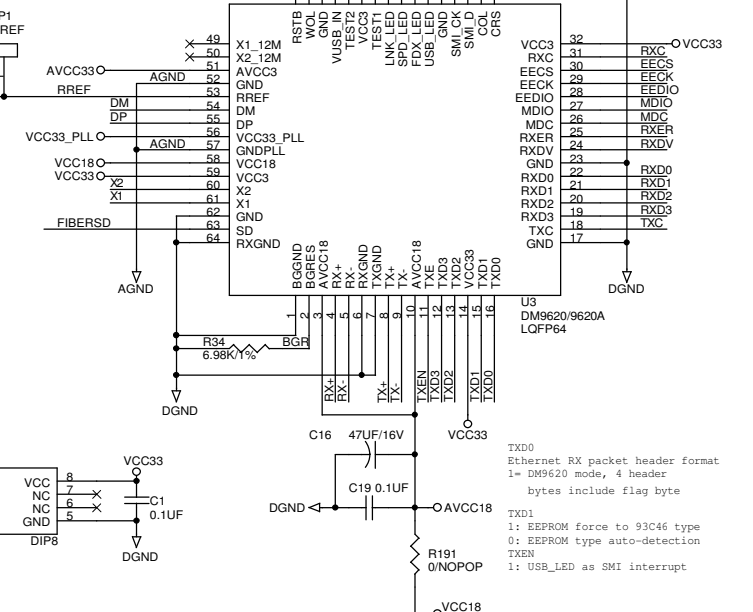 P1
REF
RSTB
WOL
GND
VUSB_IN
TEST2
VCC3
TEST1
LNK_LED
SPD_LED
FDX_LED
USB_LED
GND
SMI_CK
SMI_D
COL
CRS
49 X1_12M
50 X2_12M
AVCC33 51 AVCC3
AGND 52 GND
RREF 53 RREF
DM 54 DM
DP 55 DP
VCC33_PLL 56 VCC33_PLL
AGND 57 GNDPLL
VCC18 58 VCC18
VCC33 59 VCC3
X2 60 X2
X1 61 X1
62 GND
FIBERSD 63 SD
64 RXGND
VCC3 32 VCC33
RXC 31 RXC
EECS 30 EECS
EECK 29 EECK
EEDIO 28 EEDIO
MDIO 27 MDIO
MDC 26 MDC
RXER 25 RXER
RXDV 24 RXDV
GND 23
RXD0 22 RXD0
RXD1 21 RXD1
RXD2 20 RXD2
RXD3 19 RXD3
TXC 18 TXC
GND 17
AGND
DGND
BGGND 1
BGRES 2
AVCC18 3
RX+ 4 RX+
RX- 5 RX-
RXGND 6
TXGND 7
TX+ 8 TX+
TX- 9 TX-
AVCC18 10
TXE 11 TXEN
TXD3 12 TXD3
TXD2 13 TXD2
VCC33 14
TXD1 15 TXD1
TXD0 16 TXD0
U3
DM9620/9620A
LQFP64
R34 BGR
6.98K/1%
DGND
VCC33
C16 47UF/16V
C19 0.1UF
DGND
AVCC18
R191
0/NOPOP
VCC18
VCC33
VCC 8
NC 7
NC 6
GND 5
DIP8
C1
0.1UF
DGND
TXD0
Ethernet RX packet header format
1= DM9620 mode, 4 header
bytes include flag byte
TXD1
1: EEPROM force to 93C46 type
0: EEPROM type auto-detection
TXEN
1: USB_LED as SMI interrupt